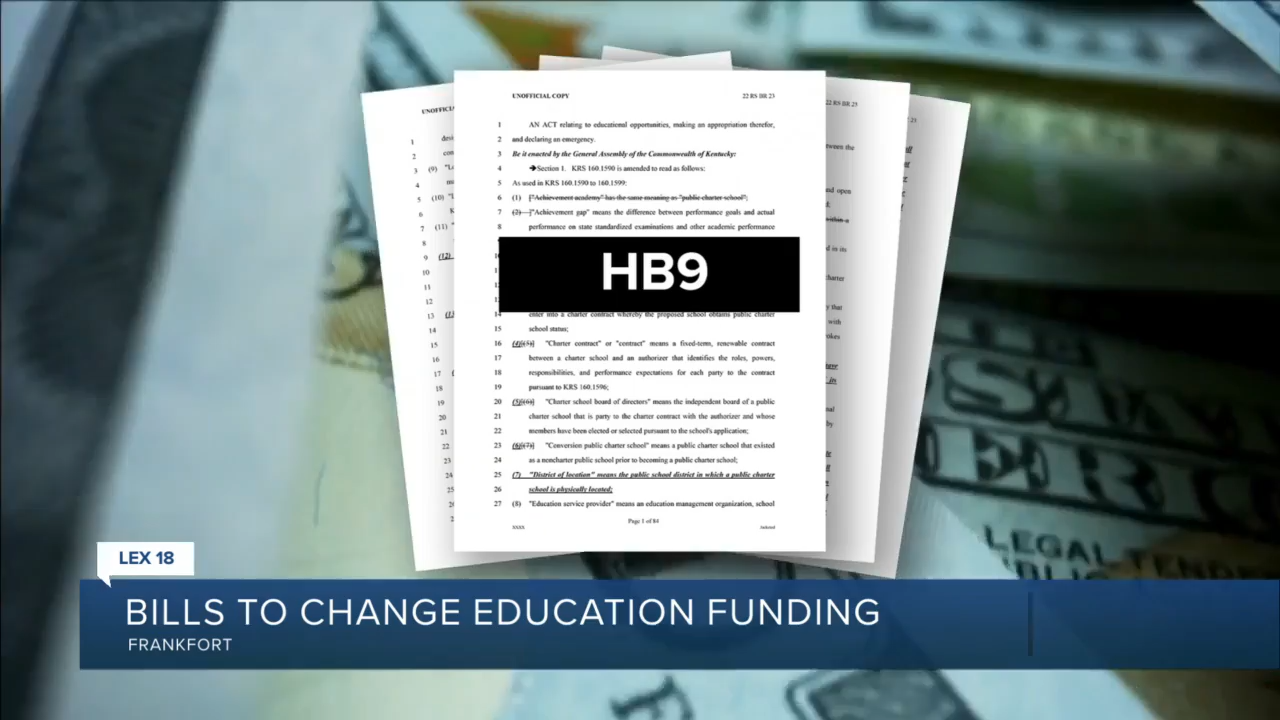 UNOFFICIAL COPY 22 RS BR 23
1 AN ACT relating to educational opportunities, making an appropriation therefor,
2 and declaring an emergency.
3 Be it enacted by the General Assembly of the Commonwealth of Kentucky:
4 ➔Section 1. KRS 160.1590 is amended to read as follows:
5 As used in KRS 160.1590 to 160.1599:
6 (1) ["Achievement academy" has the same meaning as "public charter school";
7 (2) ]"Achievement gap" means the difference between performance goals and actual
8 performance on state standardized examinations and other academic performance
HB9
14 enter into a charter contract whereby the proposed school obtains public charter
15 school status;
16 (4)[(5)] "Charter contract" or "contract" means a fixed-term, renewable contract
17 between a charter school and an authorizer that identifies the roles, powers,
18 responsibilities, and performance expectations for each party to the contract
19 pursuant to KRS 160.1596;
20 (5)[(6)] "Charter school board of directors" means the independent board of a public
21 charter school that is party to the charter contract with the authorizer and whose
22 members have been elected or selected pursuant to the school's application;
23 (6)[(7)] "Conversion public charter school" means a public charter school that existed
24 as a noncharter public school prior to becoming a public charter school;
25 (7) "District of location" means the public school district in which a public charter
26 school is physically located;
27 (8) "Education service provider" means an education management organization, school
Page 1 of 84
XXXX Jacketed
LEGAL TENDE
LEX 18
BILLS TO CHANGE EDUCATION FUNDING
FRANKFORT